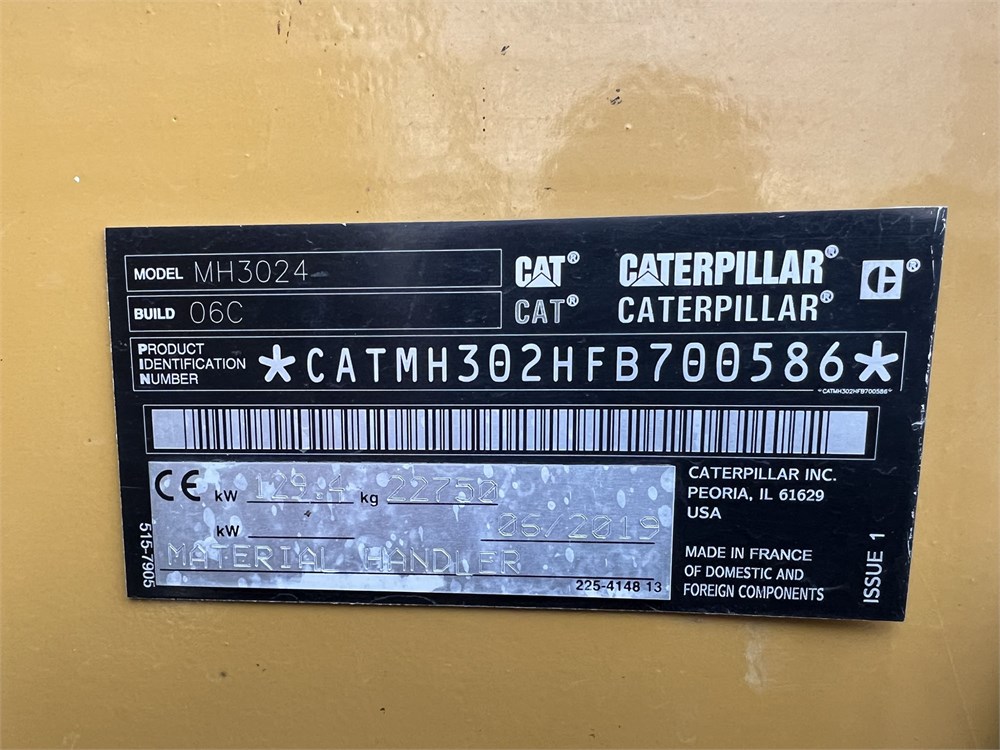 MODEL MH3024
BUILD 06C
CAT® CATERPILLAR® ®
CAT® CATERPILLAR®
PRODUCT
IDENTIFICATION
NUMBER
*CATMH302HFB700586*
*CATMH302HFB700586*
CE kW 129.4 kg 22750
kW 06/2019
MATERIAL HANDLER
225-4148 13
515-7905
CATERPILLAR INC.
PEORIA, IL 61629
USA
MADE IN FRANCE
OF DOMESTIC AND
FOREIGN COMPONENTS
ISSUE 1